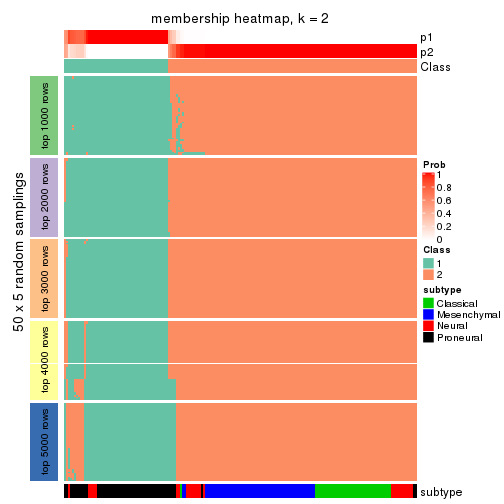 membership heatmap, k = 2
p1
p2
Class
50 x 5 random samplings
top 1000 rows
top 2000 rows
top 3000 rows
top 4000 rows
top 5000 rows
Prob
1
0.8
0.6
0.4
0.2
0
Class
1
2
subtype
Classical
Mesenchymal
Neural
Proneural
subtype